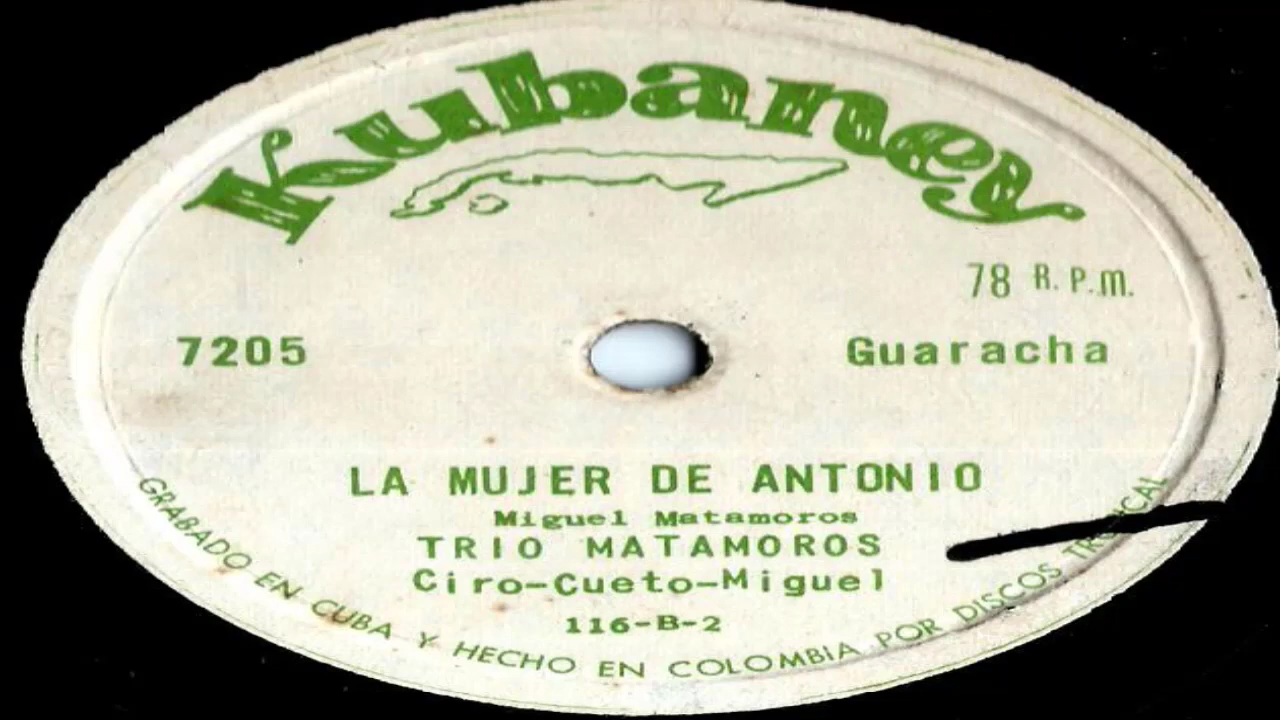 Kubaney
78 R.P.m.
7205
Guaracha
LA MUJER DE ANTONIO
Miguel Matamoros
TRIO MATAMOROS
Ciro-Cueto-Miguel
116-B-2
GRABADO EN CUBA Y HECHO EN COLOMBIA POR DISCOS